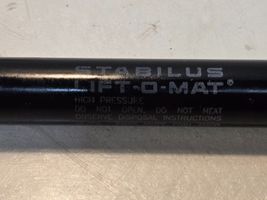 STABILUS
LIFT-O-MAT®
HIGH PRESSURE
DO NOT OPEN, DO NOT HEAT
OBSERVE DISPOSAL INSTRUCTIONS